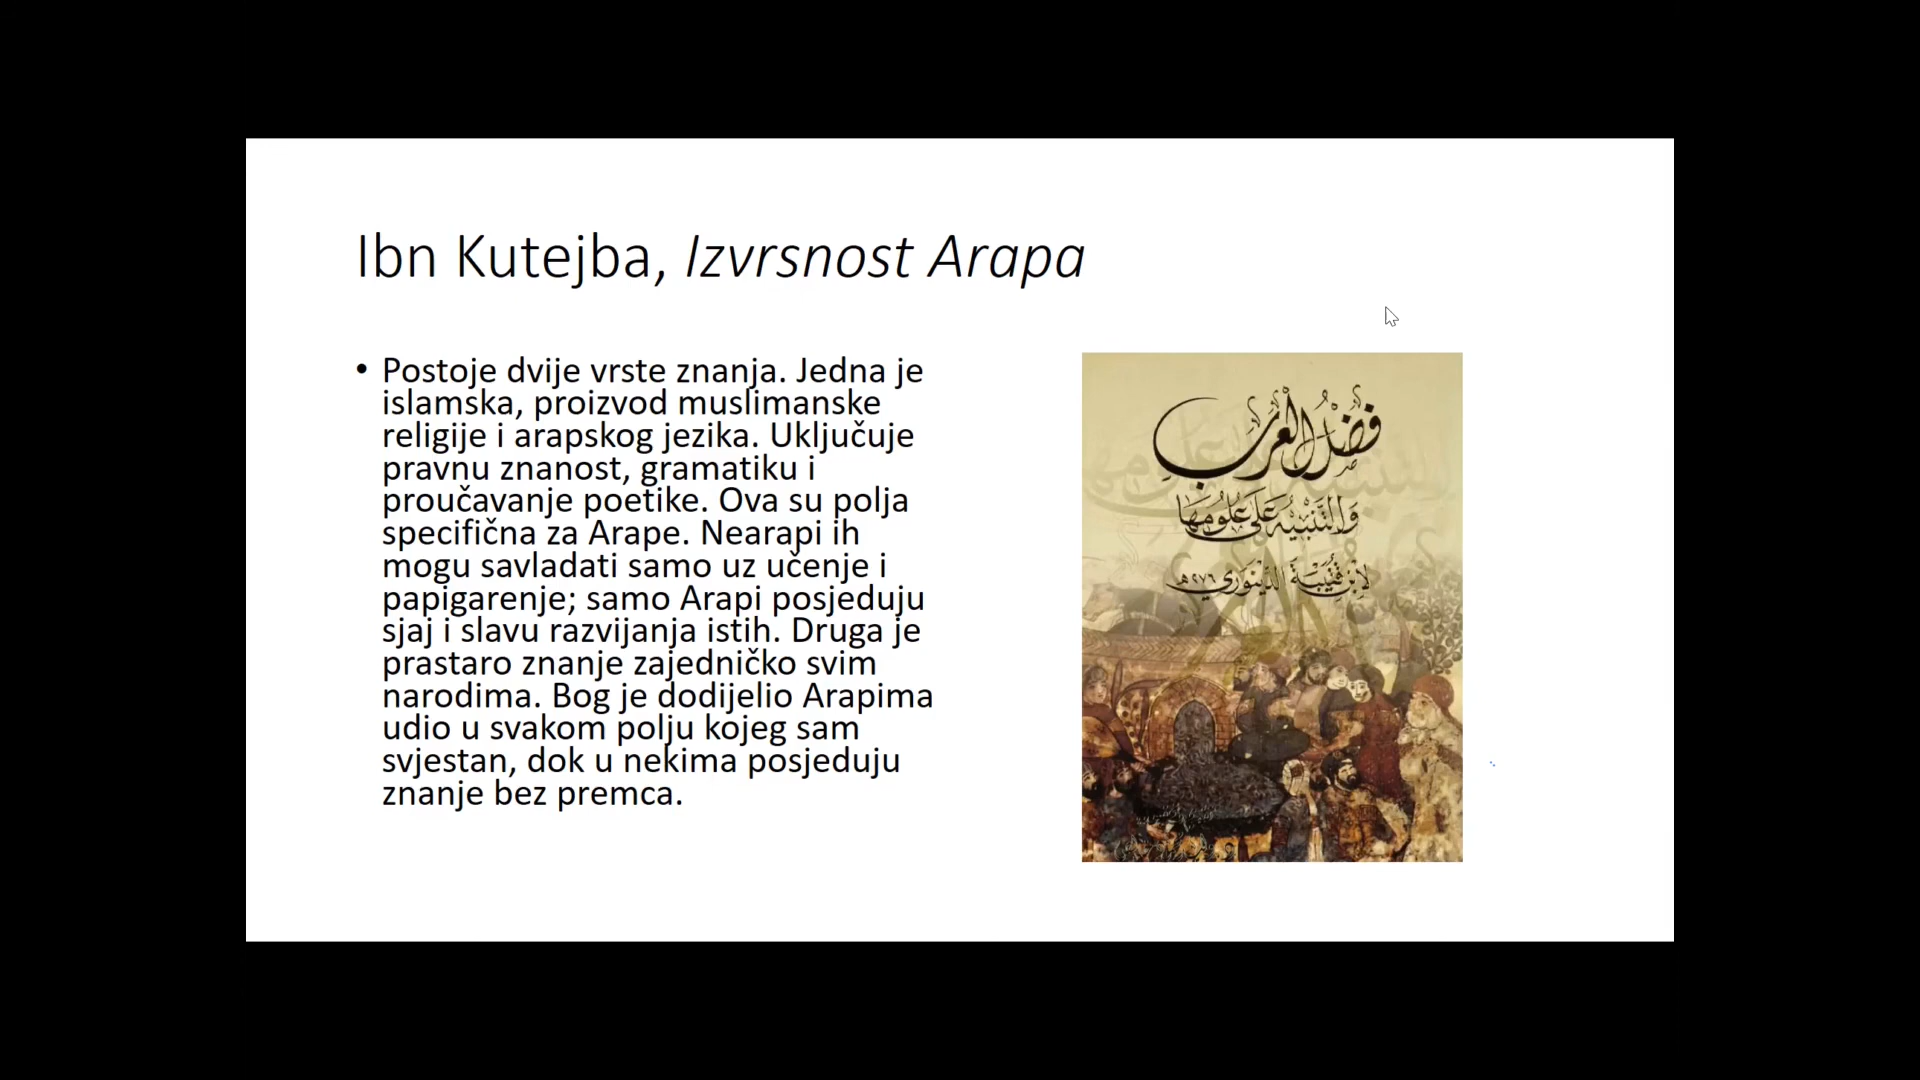 Ibn Kutejba, Izvrsnost Arapa
• Postoje dvije vrste znanja. Jedna je
islamska, proizvod muslimanske
religije i arapskog jezika. Uključuje
pravnu znanost, gramatiku i
proučavanje poetike. Ova su polja
specifična za Arape. Nearapi ih
mogu savladati samo uz učenje i
papigarenje; samo Arapi posjeduju
sjaj i slavu razvijanja istih. Druga je
prastaro znanje zajedničko svim
narodima. Bog je dodijelio Arapima
udio u svakom polju kojeg sam
svjestan, dok u nekima posjeduju
znanje bez premca.
فضل العرب
والتنبيه على علومها
لابن قتيبة الدينوري ٢٧٦هـ